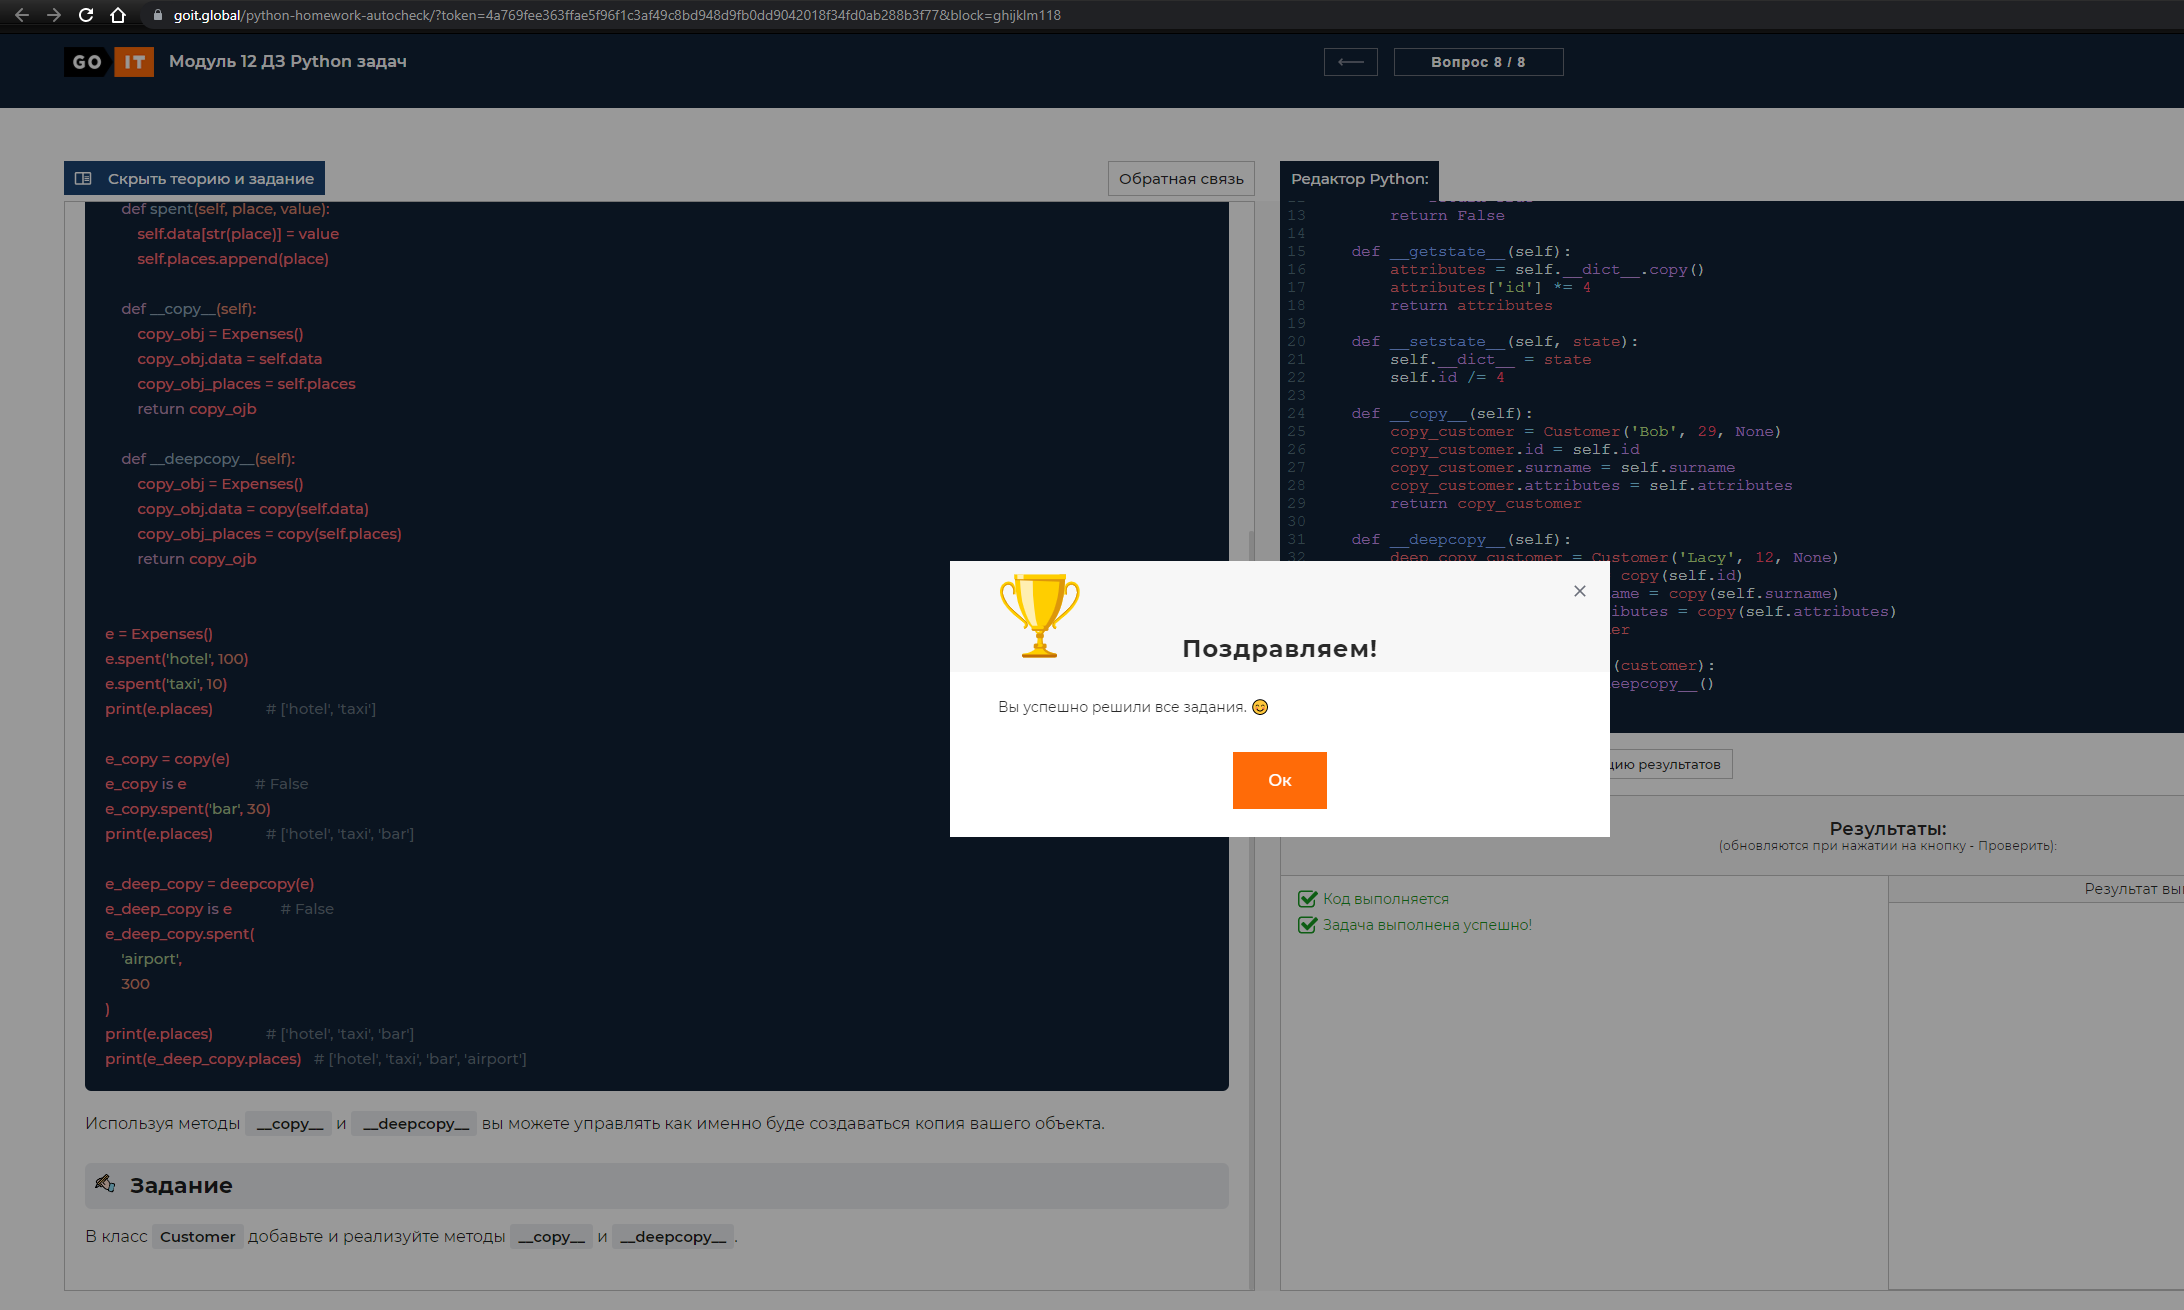 goit.global/python-homework-autocheck/?token=4a769fee363ffae5f96f1c3af49c8bd948d9fb0dd9042018f34fd0ab288b3f77&block=ghijklm118
GO IT Модуль 12 ДЗ Python задач
Вопрос 8 / 8
Скрыть теорию и задание
Обратная связь
def spent(self, place, value):
self.data[str(place)] = value
self.places.append(place)
def __copy__(self):
copy_obj = Expenses()
copy_obj.data = self.data
copy_obj_places = self.places
return copy_ojb
def __deepcopy__(self):
copy_obj = Expenses()
copy_obj.data = copy(self.data)
copy_obj_places = copy(self.places)
return copy_ojb
e = Expenses()
e.spent('hotel', 100)
e.spent('taxi', 10)
print(e.places) # ['hotel', 'taxi']
e_copy = copy(e)
e_copy is e # False
e_copy.spent('bar', 30)
print(e.places) # ['hotel', 'taxi', 'bar']
e_deep_copy = deepcopy(e)
e_deep_copy is e # False
e_deep_copy.spent(
'airport',
300
)
print(e.places) # ['hotel', 'taxi', 'bar']
print(e_deep_copy.places) # ['hotel', 'taxi', 'bar', 'airport']
Используя методы __copy__ и __deepcopy__ вы можете управлять как именно буде создаваться копия вашего объекта.
Задание
В класс Customer добавьте и реализуйте методы __copy__ и __deepcopy__.
Редактор Python:
13 return False
14
15 def __getstate__(self):
16 attributes = self.__dict__.copy()
17 attributes['id'] *= 4
18 return attributes
19
20 def __setstate__(self, state):
21 self.__dict__ = state
22 self.id /= 4
23
24 def __copy__(self):
25 copy_customer = Customer('Bob', 29, None)
26 copy_customer.id = self.id
27 copy_customer.surname = self.surname
28 copy_customer.attributes = self.attributes
29 return copy_customer
30
31 def __deepcopy__(self):
32 deep_copy_customer = Customer('Lacy', 12, None)
copy(self.id)
ame = copy(self.surname)
ibutes = copy(self.attributes)
er
(customer):
eepcopy__()
Поздравляем!
Вы успешно решили все задания. 😊
Ок
цию результатов
Результаты:
(обновляются при нажатии на кнопку - Проверить):
Код выполняется
Задача выполнена успешно!
Результат вы